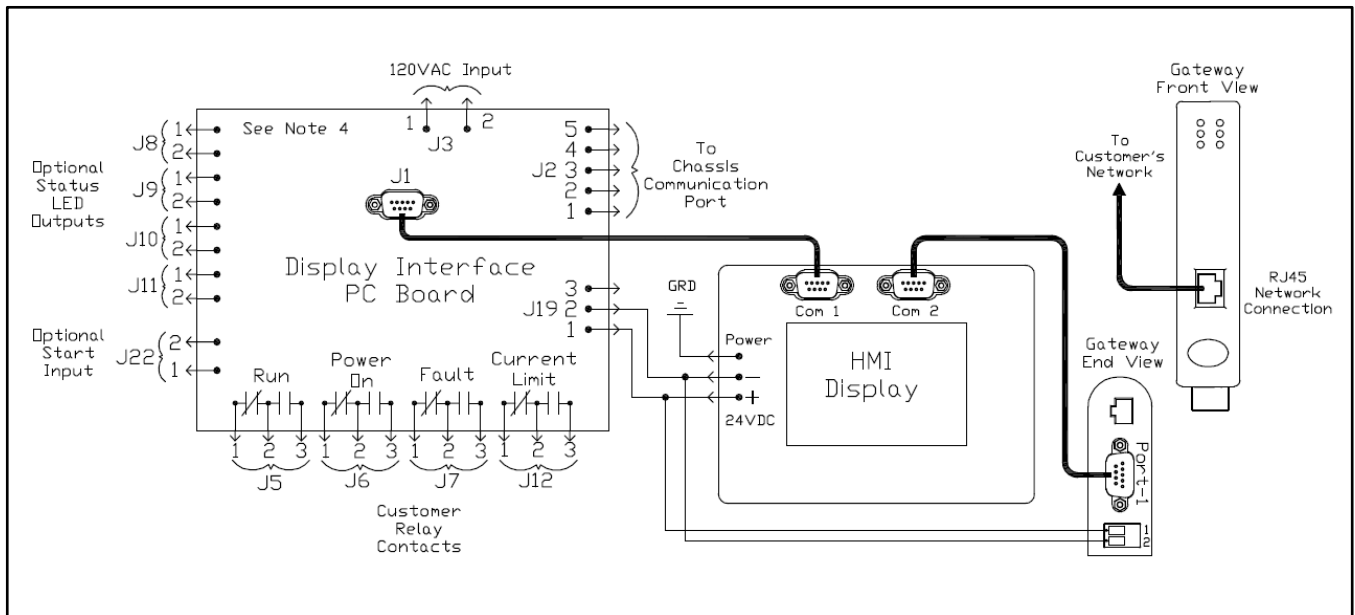 120VAC Input
1 2
J3
See Note 4
J8
1
2
J9
1
2
J10
1
2
J11
1
2
Optional
Status
LED
Outputs
Optional
Start
Input
J22
2
1
J1
Display Interface
PC Board
J2
5
4
3
2
1
To
Chassis
Communication
Port
J19
3
2
1
Run
1 2 3
J5
Power
On
1 2 3
J6
Fault
1 2 3
J7
Current
Limit
1 2 3
J12
Customer
Relay
Contacts
GRD
Power
−
+
24VDC
Com 1
Com 2
HMI
Display
Gateway
Front View
To
Customer's
Network
RJ45
Network
Connection
Gateway
End View
Port-1
1
2